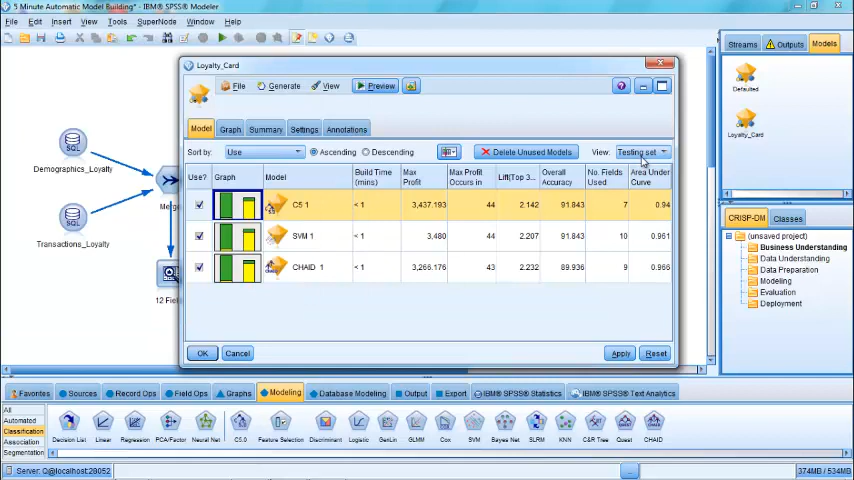 5 Minute Automatic Model Building* - IBM® SPSS® Modeler
File Edit Insert View Tools SuperNode Window Help
Streams Outputs Models
Defaulted
Loyalty_Card
Demographics_Loyalty
Transactions_Loyalty
Merge
12 Fiel
Loyalty_Card
File Generate View Preview
Model Graph Summary Settings Annotations
Sort by: Use Ascending Descending Delete Unused Models View: Testing set
Use? Graph Model Build Time (mins) Max Profit Max Profit Occurs in Lift(Top 3... Overall Accuracy No. Fields Used Area Under Curve
C5 1 < 1 3,437.193 44 2.142 91.843 7 0.94
SVM 1 < 1 3,480 44 2.207 91.843 10 0.951
CHAID 1 < 1 3,266.176 43 2.232 89.936 9 0.966
OK Cancel Apply Reset
CRISP-DM Classes
(unsaved project)
Business Understanding
Data Understanding
Data Preparation
Modeling
Evaluation
Deployment
Favorites Sources Record Ops Field Ops Graphs Modeling Database Modeling Output Export IBM® SPSS® Statistics IBM® SPSS® Text Analytics
All
Automated
Classification
Association
Segmentation
Decision List Linear Regression PCA/Factor Neural Net C5.0 Feature Selection Discriminant Logistic GenLin GLMM Cox SVM Bayes Net SLRM KNN C&R Tree Quest CHAID
Server: Q@localhost:28052
374MB / 534MB